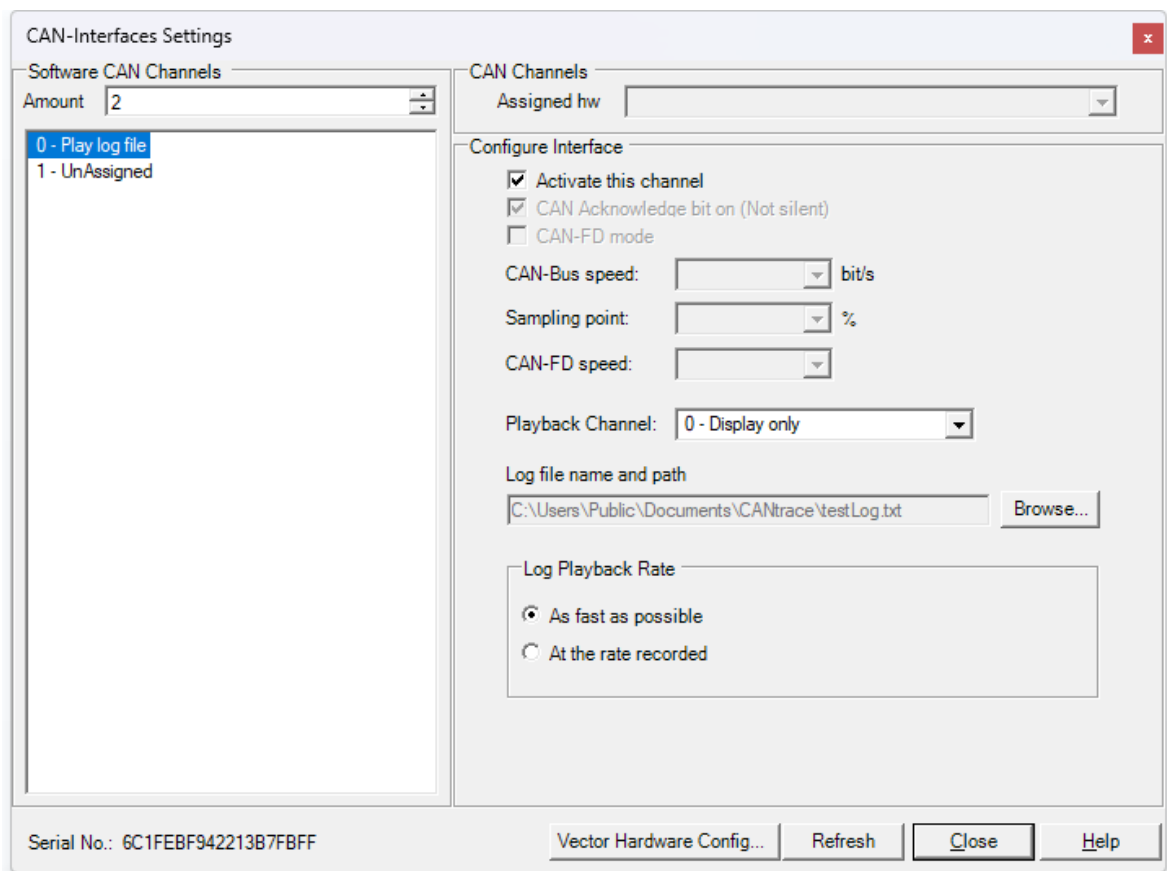 CAN-Interfaces Settings
x
Software CAN Channels
Amount 2
0 - Play log file
1 - UnAssigned
CAN Channels
Assigned hw
Configure Interface
Activate this channel
CAN Acknowledge bit on (Not silent)
CAN-FD mode
CAN-Bus speed: bit/s
Sampling point: %
CAN-FD speed:
Playback Channel: 0 - Display only
Log file name and path
C:\Users\Public\Documents\CANtrace\testLog.txt Browse...
Log Playback Rate
As fast as possible
At the rate recorded
Serial No.: 6C1FEBF942213B7FBFF Vector Hardware Config... Refresh Close Help